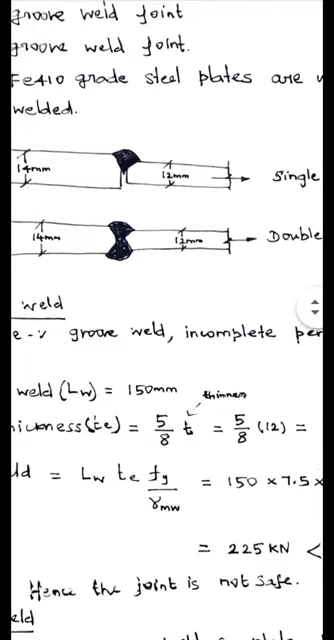 groove weld joint
groove weld joint.
Fe410 grade steel plates are
welded.
14mm 12mm Single
14mm 12mm Double
weld
groove weld, incomplete per
weld (Lw) = 150mm thinner
ickness (te) = 5/8 t = 5/8 (12) =
ld = Lw te fy/γmw = 150 × 7.5 ×
= 225 KN <
Hence the joint is not safe.
eld